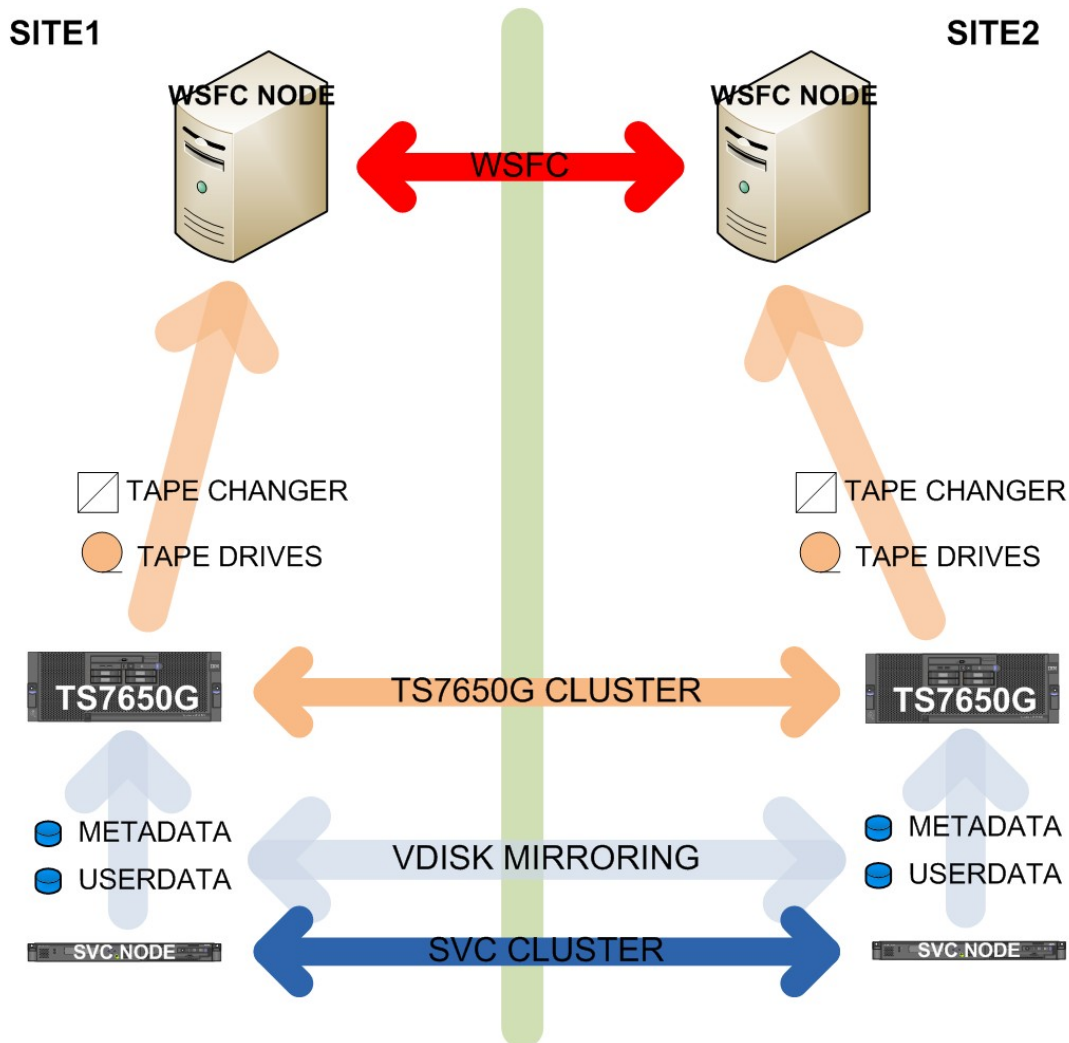 SITE1
SITE2
WSFC NODE
WSFC NODE
WSFC
TAPE CHANGER
TAPE CHANGER
TAPE DRIVES
TAPE DRIVES
TS7650G
TS7650G CLUSTER
TS7650G
METADATA
METADATA
VDISK MIRRORING
USERDATA
USERDATA
SVC NODE
SVC CLUSTER
SVC NODE